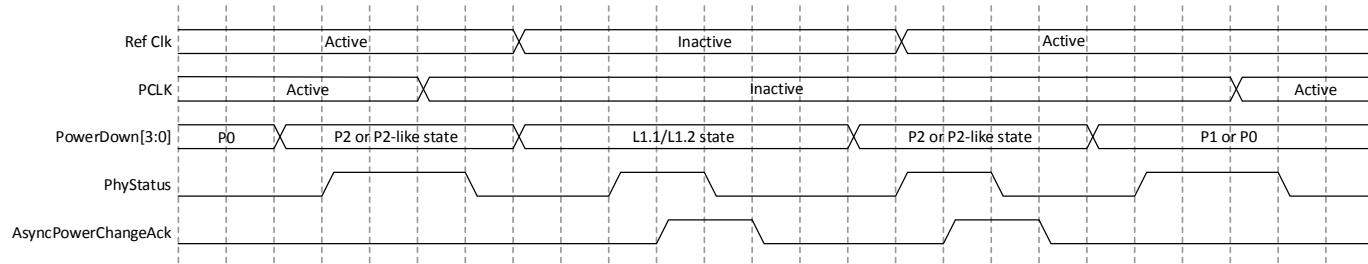 Ref Clk Active Inactive Active
PCLK Active Inactive Active
PowerDown[3:0] P0 P2 or P2-like state L1.1/L1.2 state P2 or P2-like state P1 or P0
PhyStatus
AsyncPowerChangeAck